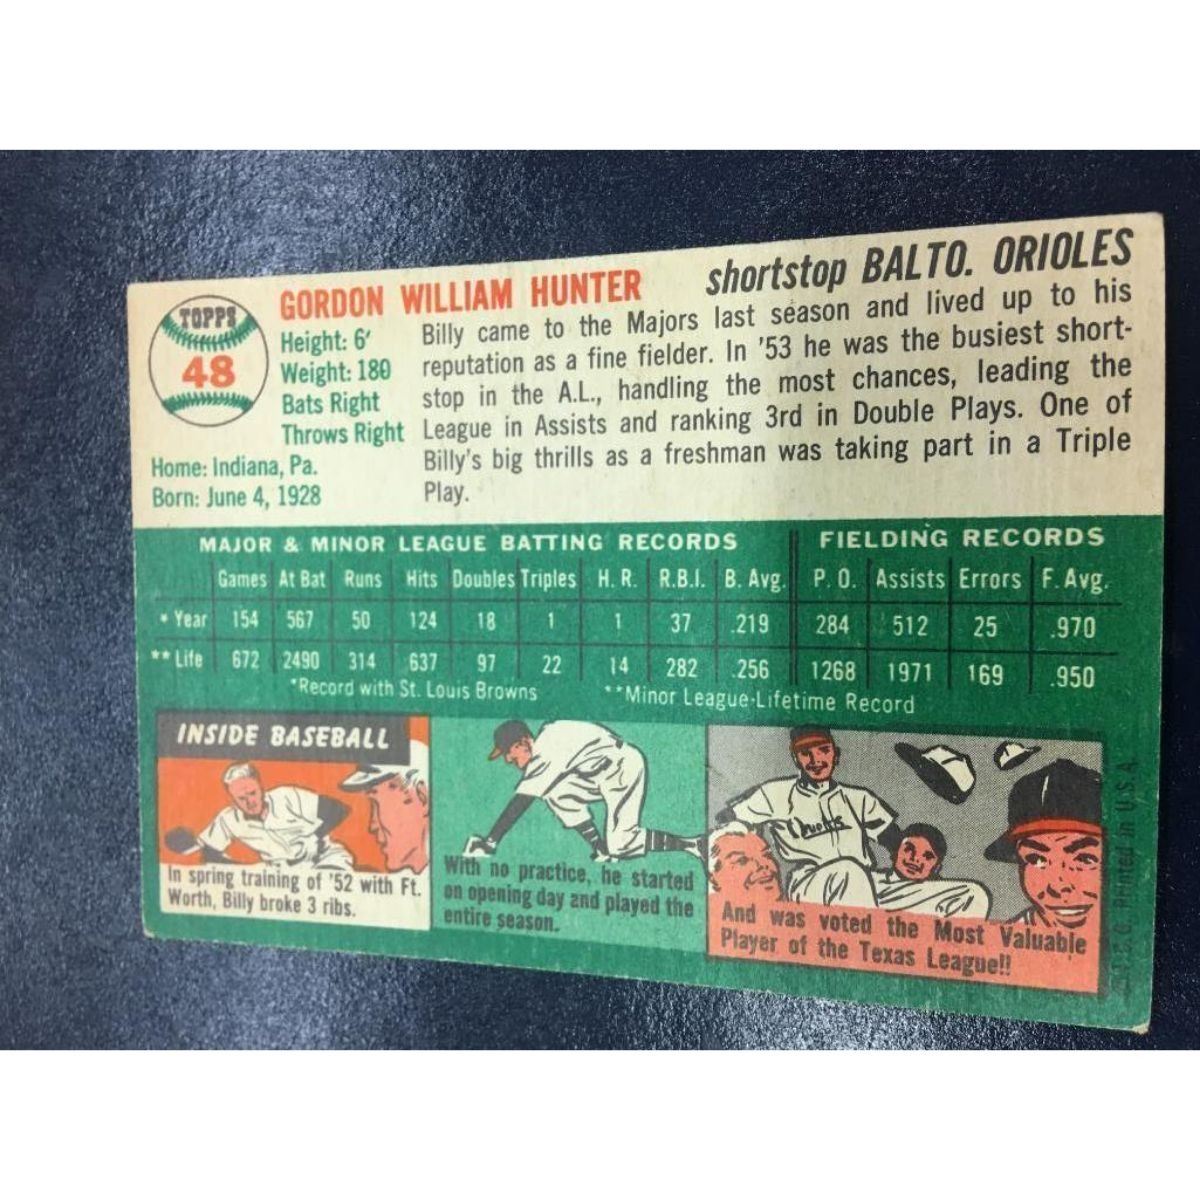 TOPPS
48
GORDON WILLIAM HUNTER
shortstop BALTO. ORIOLES
Height: 6'
Weight: 180
Bats Right
Throws Right
Home: Indiana, Pa.
Born: June 4, 1928
Billy came to the Majors last season and lived up to his
reputation as a fine fielder. In '53 he was the busiest short-
stop in the A.L., handling the most chances, leading the
League in Assists and ranking 3rd in Double Plays. One of
Billy's big thrills as a freshman was taking part in a Triple
Play.
MAJOR & MINOR LEAGUE BATTING RECORDS FIELDING RECORDS
Games At Bat Runs Hits Doubles Triples H. R. R.B.I. B. Avg. P. O. Assists Errors F. Avg.
* Year 154 567 50 124 18 1 1 37 .219 284 512 25 .970
** Life 672 2490 314 637 97 22 14 282 .256 1268 1971 169 .950
*Record with St. Louis Browns **Minor League-Lifetime Record
INSIDE BASEBALL
In spring training of '52 with Ft.
Worth, Billy broke 3 ribs.
With no practice, he started
on opening day and played the
entire season.
And was voted the Most Valuable
Player of the Texas League!!
T. C. G. Printed in U.S.A.